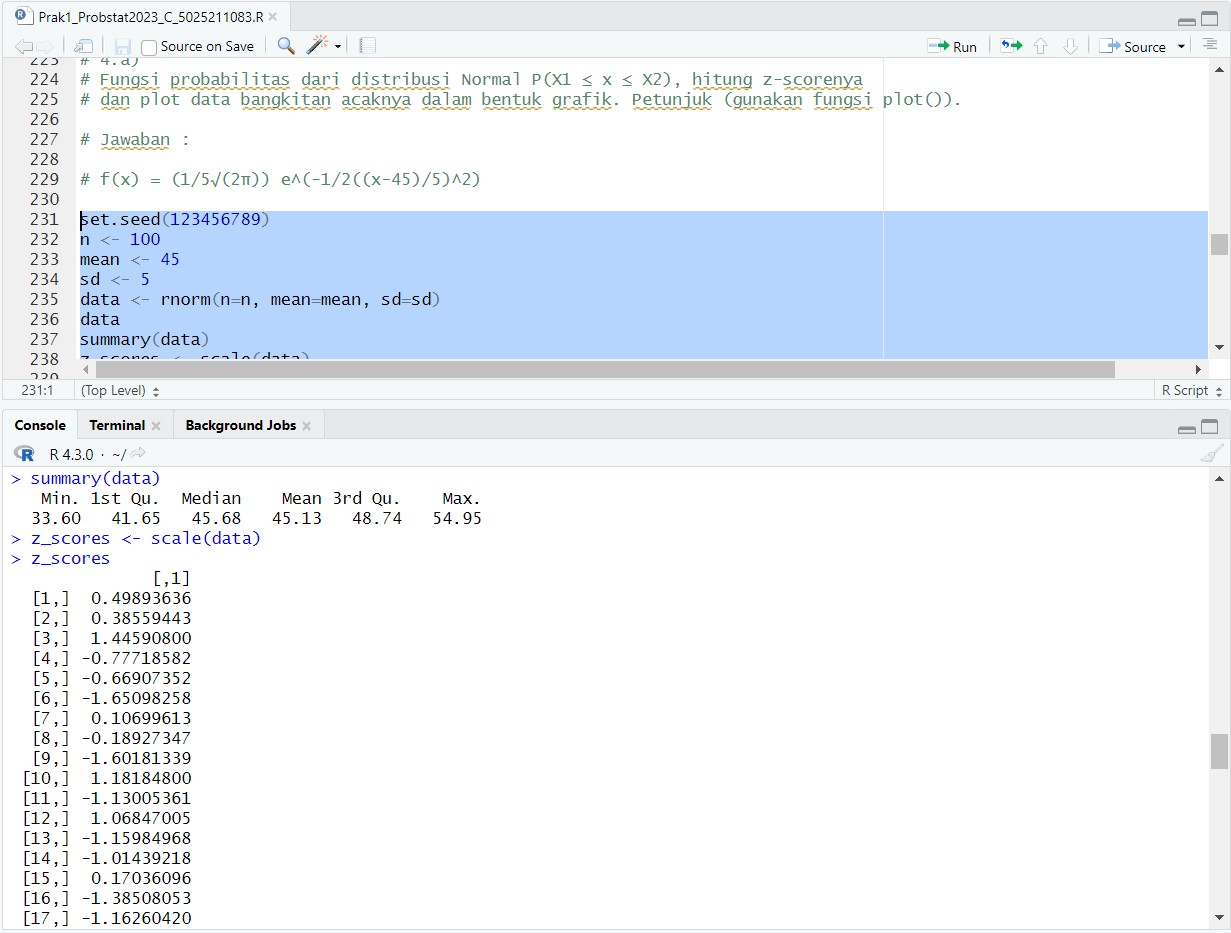 Prak1_Probstat2023_C_5025211083.R
Source on Save
Run
Source
223 # 4.a)
224 # Fungsi probabilitas dari distribusi Normal P(X1 ≤ x ≤ X2), hitung z-scorenya
225 # dan plot data bangkitan acaknya dalam bentuk grafik. Petunjuk (gunakan fungsi plot()).
226
227 # Jawaban :
228
229 # f(x) = (1/5√(2π)) e^(-1/2((x-45)/5)^2)
230
231 set.seed(123456789)
232 n <- 100
233 mean <- 45
234 sd <- 5
235 data <- rnorm(n=n, mean=mean, sd=sd)
236 data
237 summary(data)
238 z_scores <- scale(data)
239
231:1 (Top Level) R Script
Console Terminal Background Jobs
R R 4.3.0 · ~/
> summary(data)
Min. 1st Qu. Median Mean 3rd Qu. Max.
33.60 41.65 45.68 45.13 48.74 54.95
> z_scores <- scale(data)
> z_scores
[,1]
[1,] 0.49893636
[2,] 0.38559443
[3,] 1.44590800
[4,] -0.77718582
[5,] -0.66907352
[6,] -1.65098258
[7,] 0.10699613
[8,] -0.18927347
[9,] -1.60181339
[10,] 1.18184800
[11,] -1.13005361
[12,] 1.06847005
[13,] -1.15984968
[14,] -1.01439218
[15,] 0.17036096
[16,] -1.38508053
[17,] -1.16260420